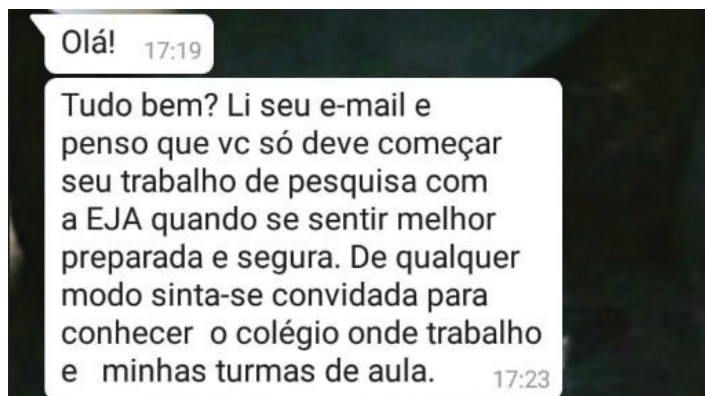 Olá! 17:19
Tudo bem? Li seu e-mail e
penso que vc só deve começar
seu trabalho de pesquisa com
a EJA quando se sentir melhor
preparada e segura. De qualquer
modo sinta-se convidada para
conhecer o colégio onde trabalho
e minhas turmas de aula. 17:23